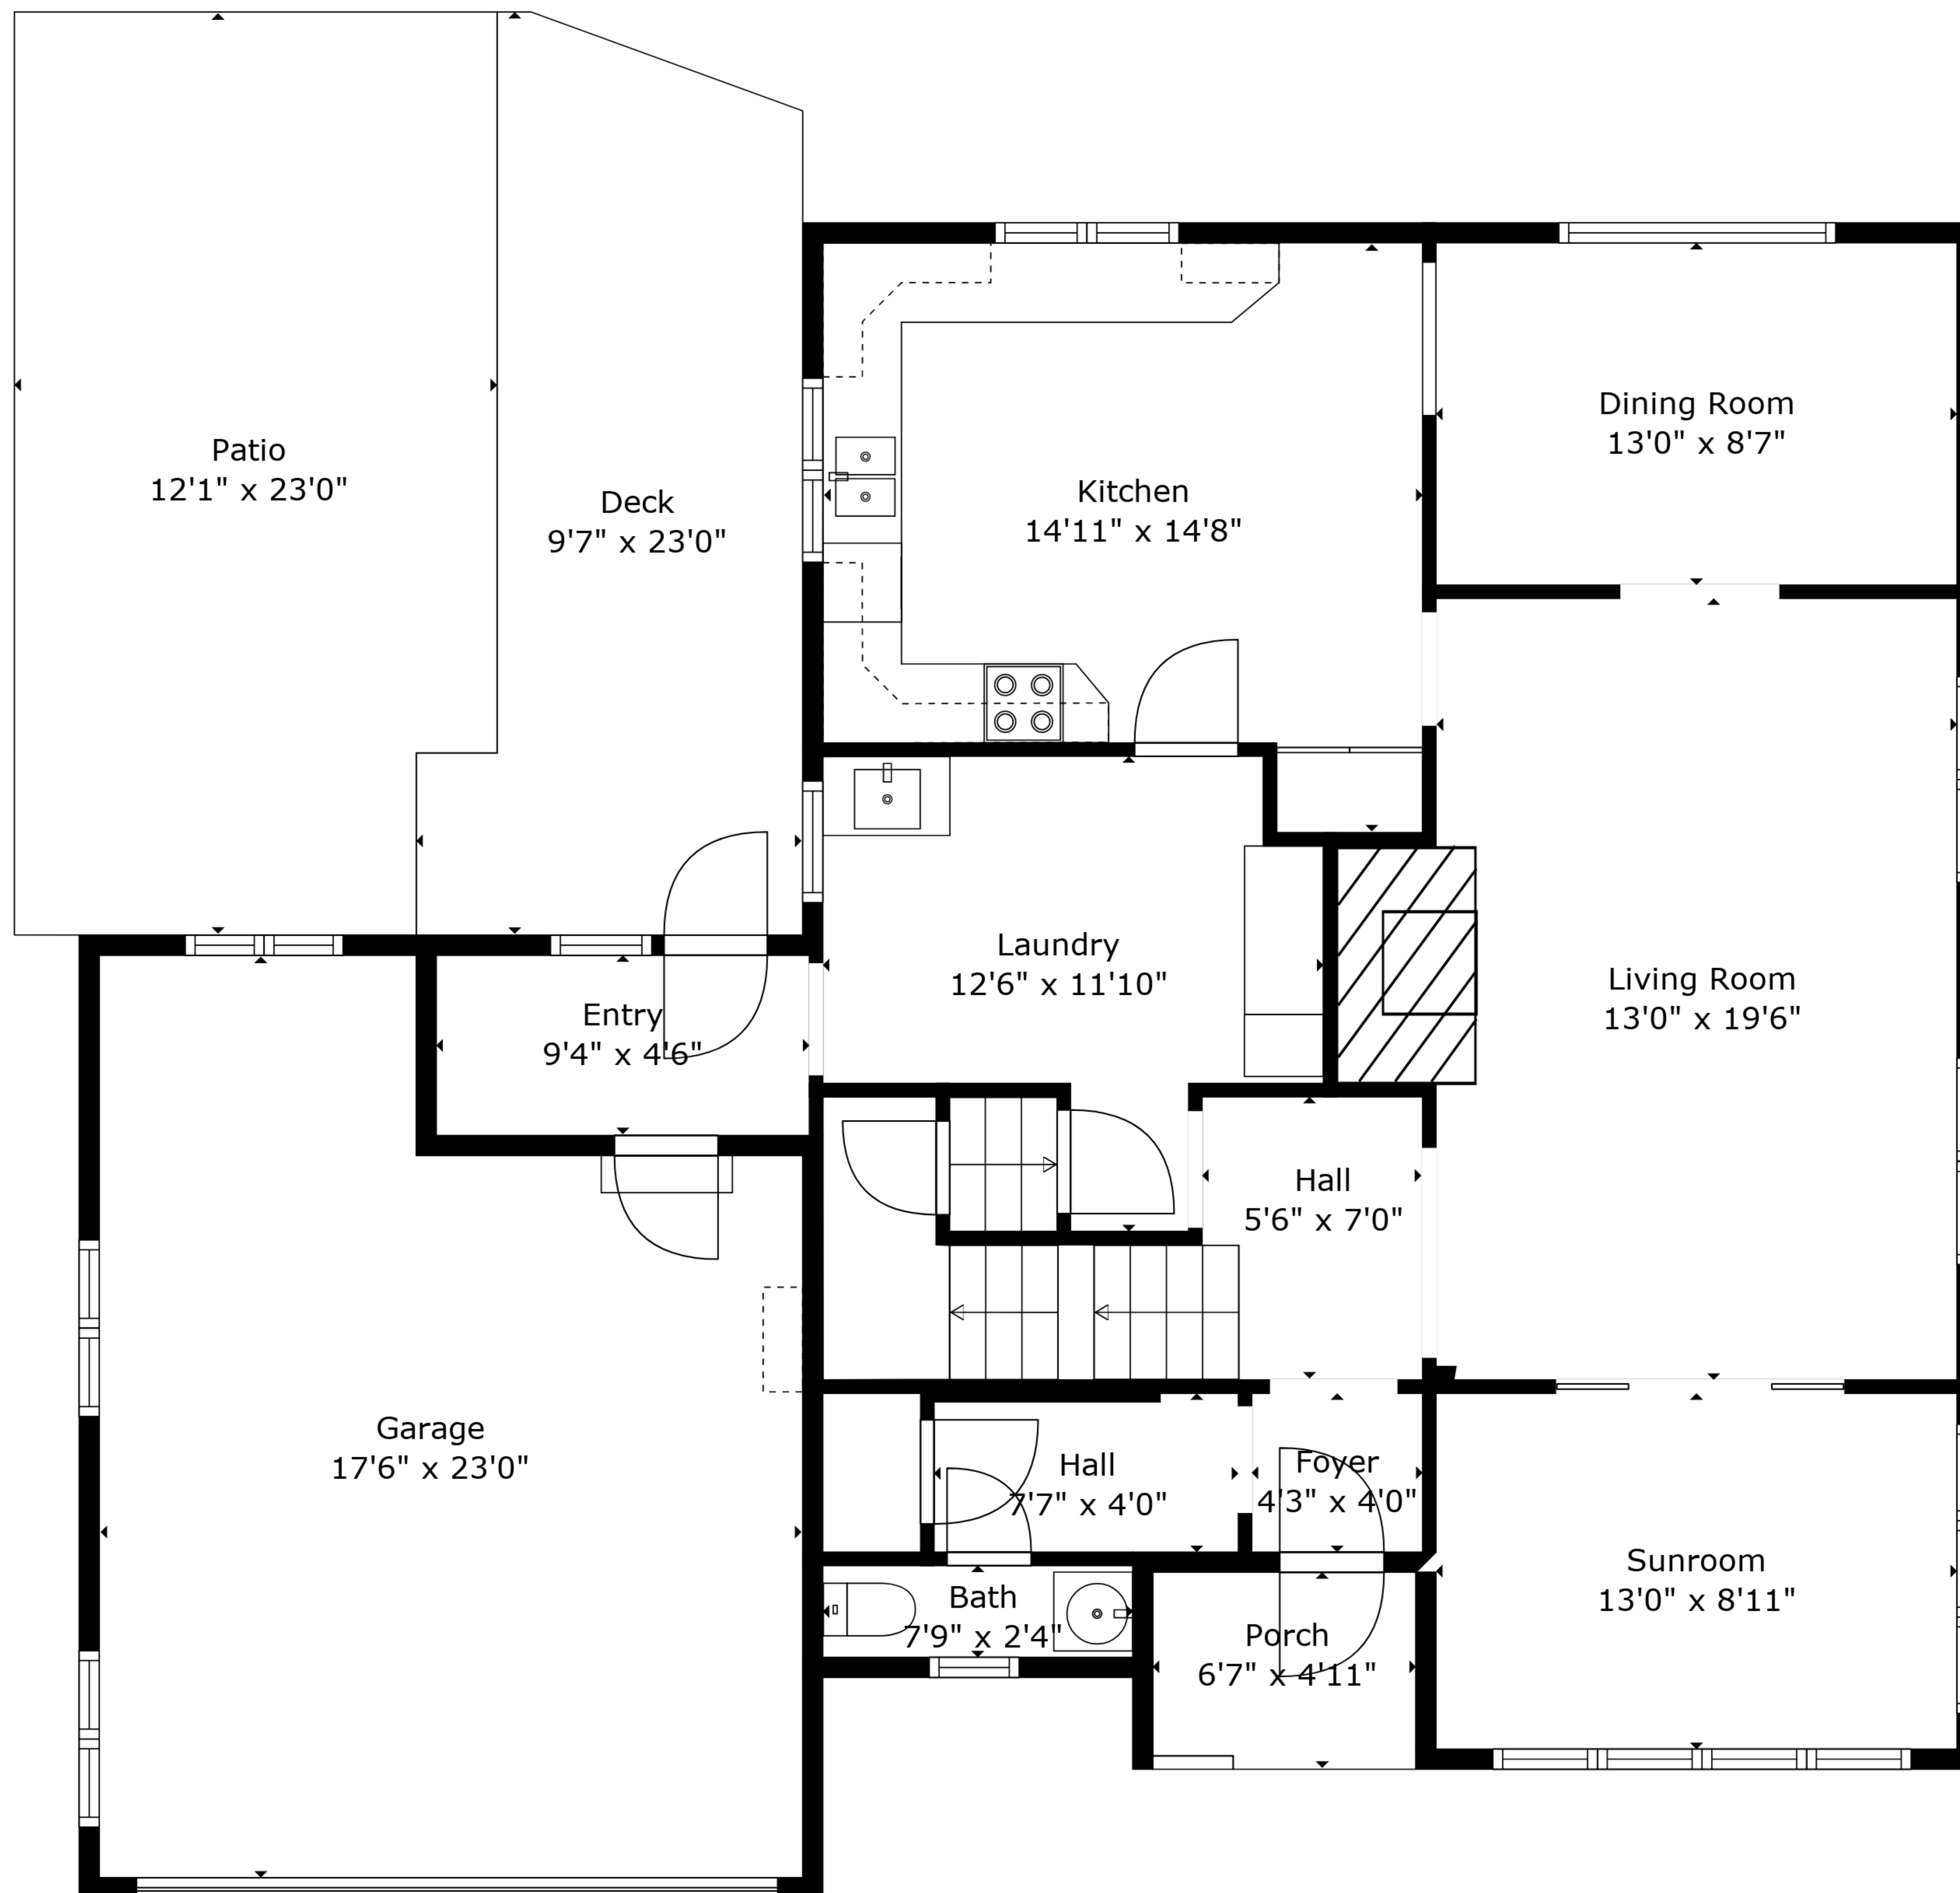 Patio
12'1" x 23'0"
Deck
9'7" x 23'0"
Kitchen
14'11" x 14'8"
Dining Room
13'0" x 8'7"
Laundry
12'6" x 11'10"
Living Room
13'0" x 19'6"
Entry
9'4" x 4'6"
Hall
5'6" x 7'0"
Garage
17'6" x 23'0"
Hall
7'7" x 4'0"
Foyer
4'3" x 4'0"
Bath
7'9" x 2'4"
Porch
6'7" x 4'11"
Sunroom
13'0" x 8'11"